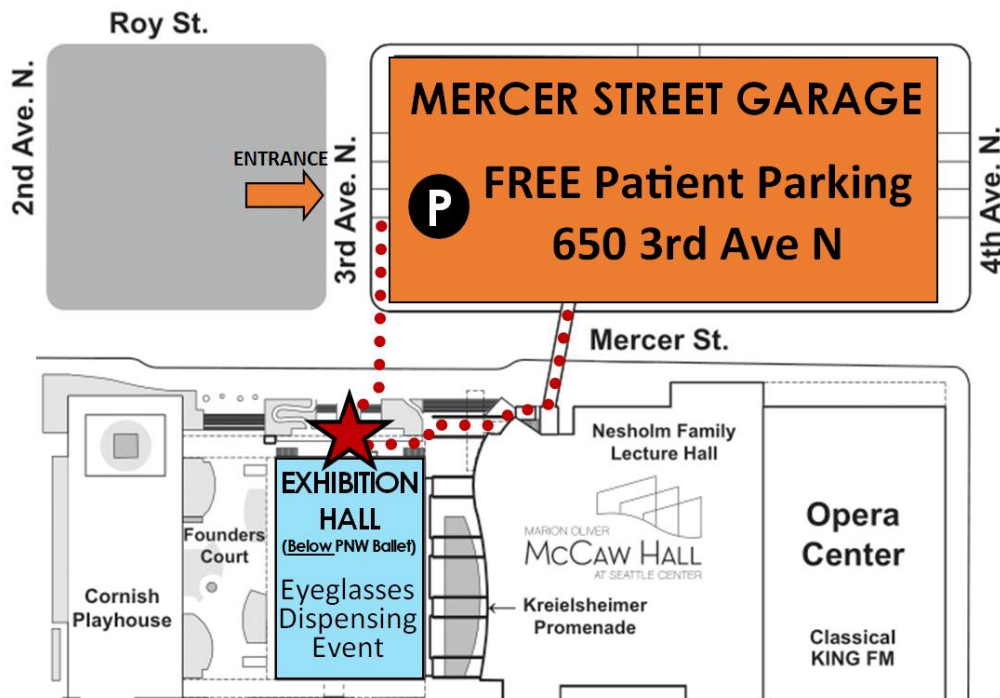 Roy St.
2nd Ave. N.
ENTRANCE
3rd Ave. N.
MERCER STREET GARAGE
P
FREE Patient Parking
650 3rd Ave N
4th Ave. N.
Mercer St.
Nesholm Family
Lecture Hall
EXHIBITION
HALL
(Below PNW Ballet)
Eyeglasses
Dispensing
Event
Founders
Court
Cornish
Playhouse
MARION OLIVER
MCCAW HALL
AT SEATTLE CENTER
Kreielsheimer
Promenade
Opera
Center
Classical
KING FM